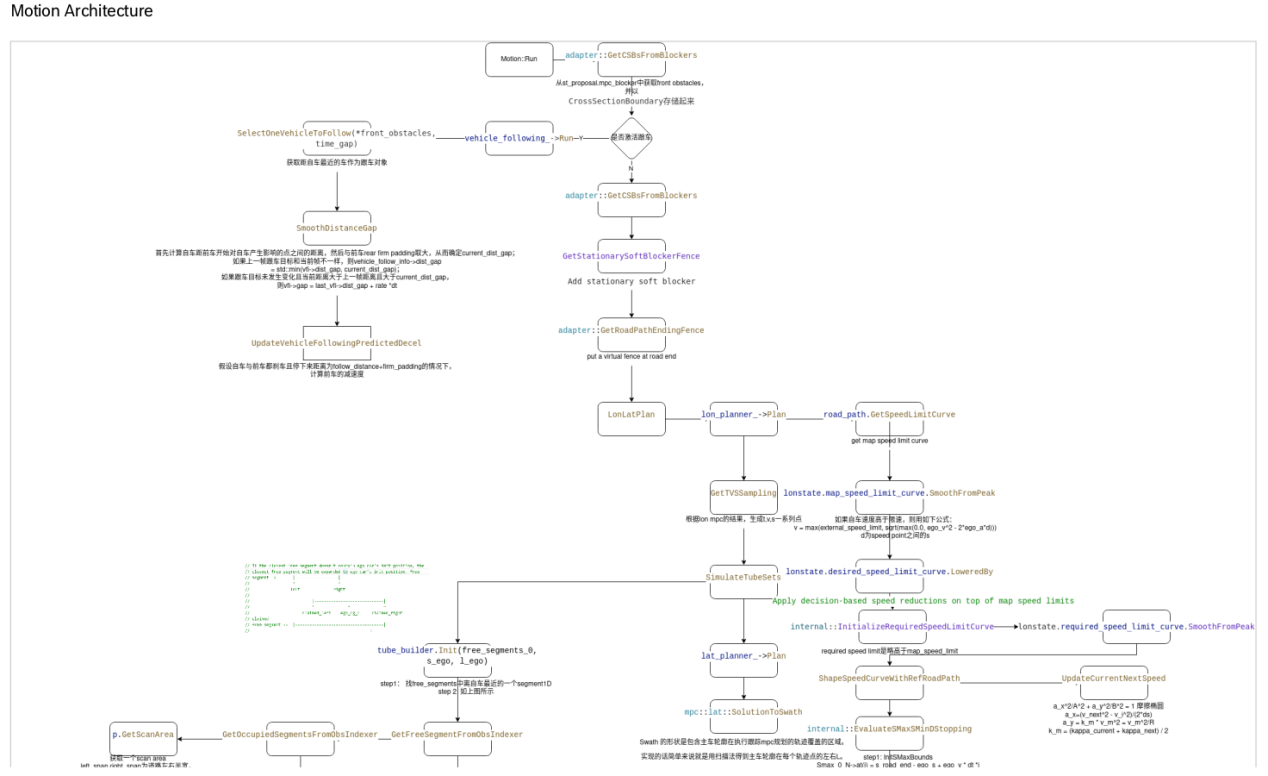 Motion Architecture
Motion::Run
adapter::GetCSBsFromBlockers
从st_proposal.mpc_blocker中获取front obstacles，
并以
CrossSectionBoundary存储起来
SelectOneVehicleToFollow(*front_obstacles,
time_gap)
vehicle_following_->Run
Y
是否激活跟车
获取距自车最近的车作为跟车对象
N
adapter::GetCSBsFromBlockers
SmoothDistanceGap
首先计算自车距前车开始对自车产生影响的点之间的距离，然后与前车rear firm padding取大，从而确定current_dist_gap；
如果上一帧跟车目标和当前帧不一样，则vehicle_follow_info->dist_gap
= std::min(vfi->dist_gap, current_dist_gap)；
如果跟车目标未发生变化且当前距离大于上一帧距离且大于current_dist_gap，
则vfi->gap = last_vfi->dist_gap + rate *dt
GetStationarySoftBlockerFence
Add stationary soft blocker
UpdateVehicleFollowingPredictedDecel
假设自车与前车都刹车且停下来距离为follow_distance+firm_padding的情况下，
计算前车的减速度
adapter::GetRoadPathEndingFence
put a virtual fence at road end
LonLatPlan
lon_planner_->Plan
road_path.GetSpeedLimitCurve
get map speed limit curve
GetTVSSampling
根据lon mpc的结果，生成t,v,s一系列点
lonstate.map_speed_limit_curve.SmoothFromPeak
如果自车速度高于限速，则用如下公式：
v = max(external_speed_limit, sqrt(max(0.0, ego_v^2 - 2*ego_a*d)))
d为speed point之间的s
SimulateTubeSets
lonstate.desired_speed_limit_curve.LoweredBy
Apply decision-based speed reductions on top of map speed limits
internal::InitializeRequiredSpeedLimitCurve
lonstate.required_speed_limit_curve.SmoothFromPeak
required speed limit是略高于map_speed_limit
tube_builder.Init(free_segments_0,
s_ego, l_ego)
step1： 找free_segments中离自车最近的一个segment1D
step 2: 如上图所示
lat_planner_->Plan
ShapeSpeedCurveWithRefRoadPath
UpdateCurrentNextSpeed
a_x^2/A^2 + a_y^2/B^2 = 1 摩擦椭圆
a_x=(v_next^2 - v_)^2)/(2*ds)
a_y = k_m * v_m^2 = v_m^2/R
k_m = (kappa_current + kappa_next) / 2
mpc::lat::SolutionToSwath
Swath 的形状是包含主车轮廓在执行跟踪mpc规划的轨迹覆盖的区域。
实现的话简单来说就是用扫描法得到主车轮廓在每个轨迹点的左右L。
internal::EvaluateSMaxSMinDStopping
step1: InitSMaxBounds
Smax_0_N->at(i) = s_road_end - ego_s + ego_v * dt *i
p.GetScanArea
GetOccupiedSegmentsFromObsIndexer
GetFreeSegmentFromObsIndexer
获取一个scan area